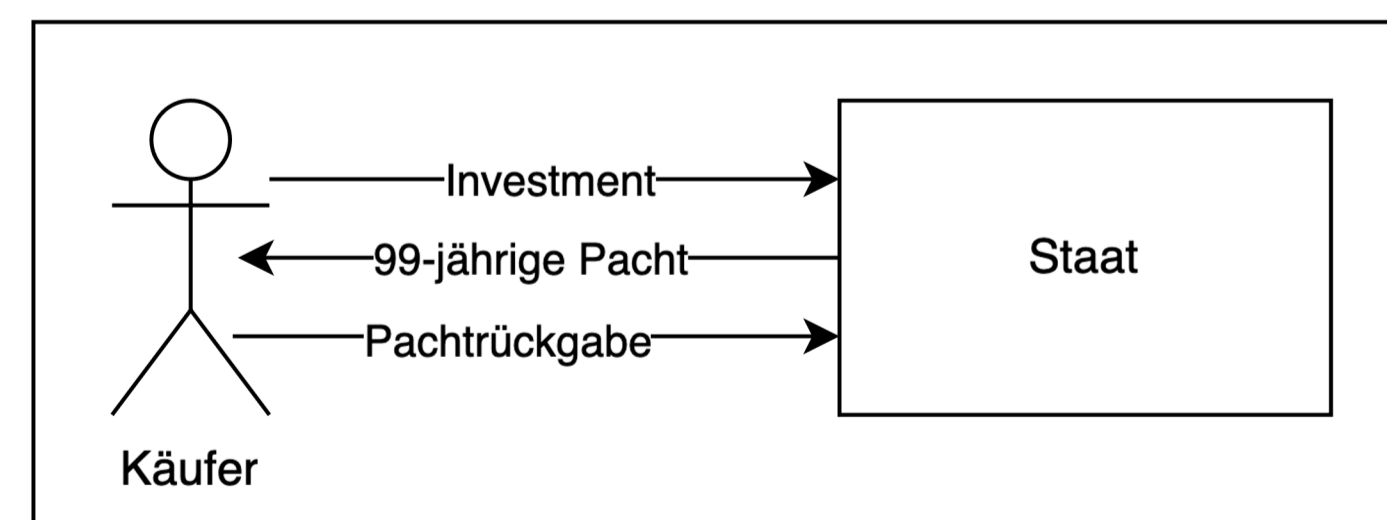 Investment
99-jährige Pacht
Staat
Pachtrückgabe
Käufer